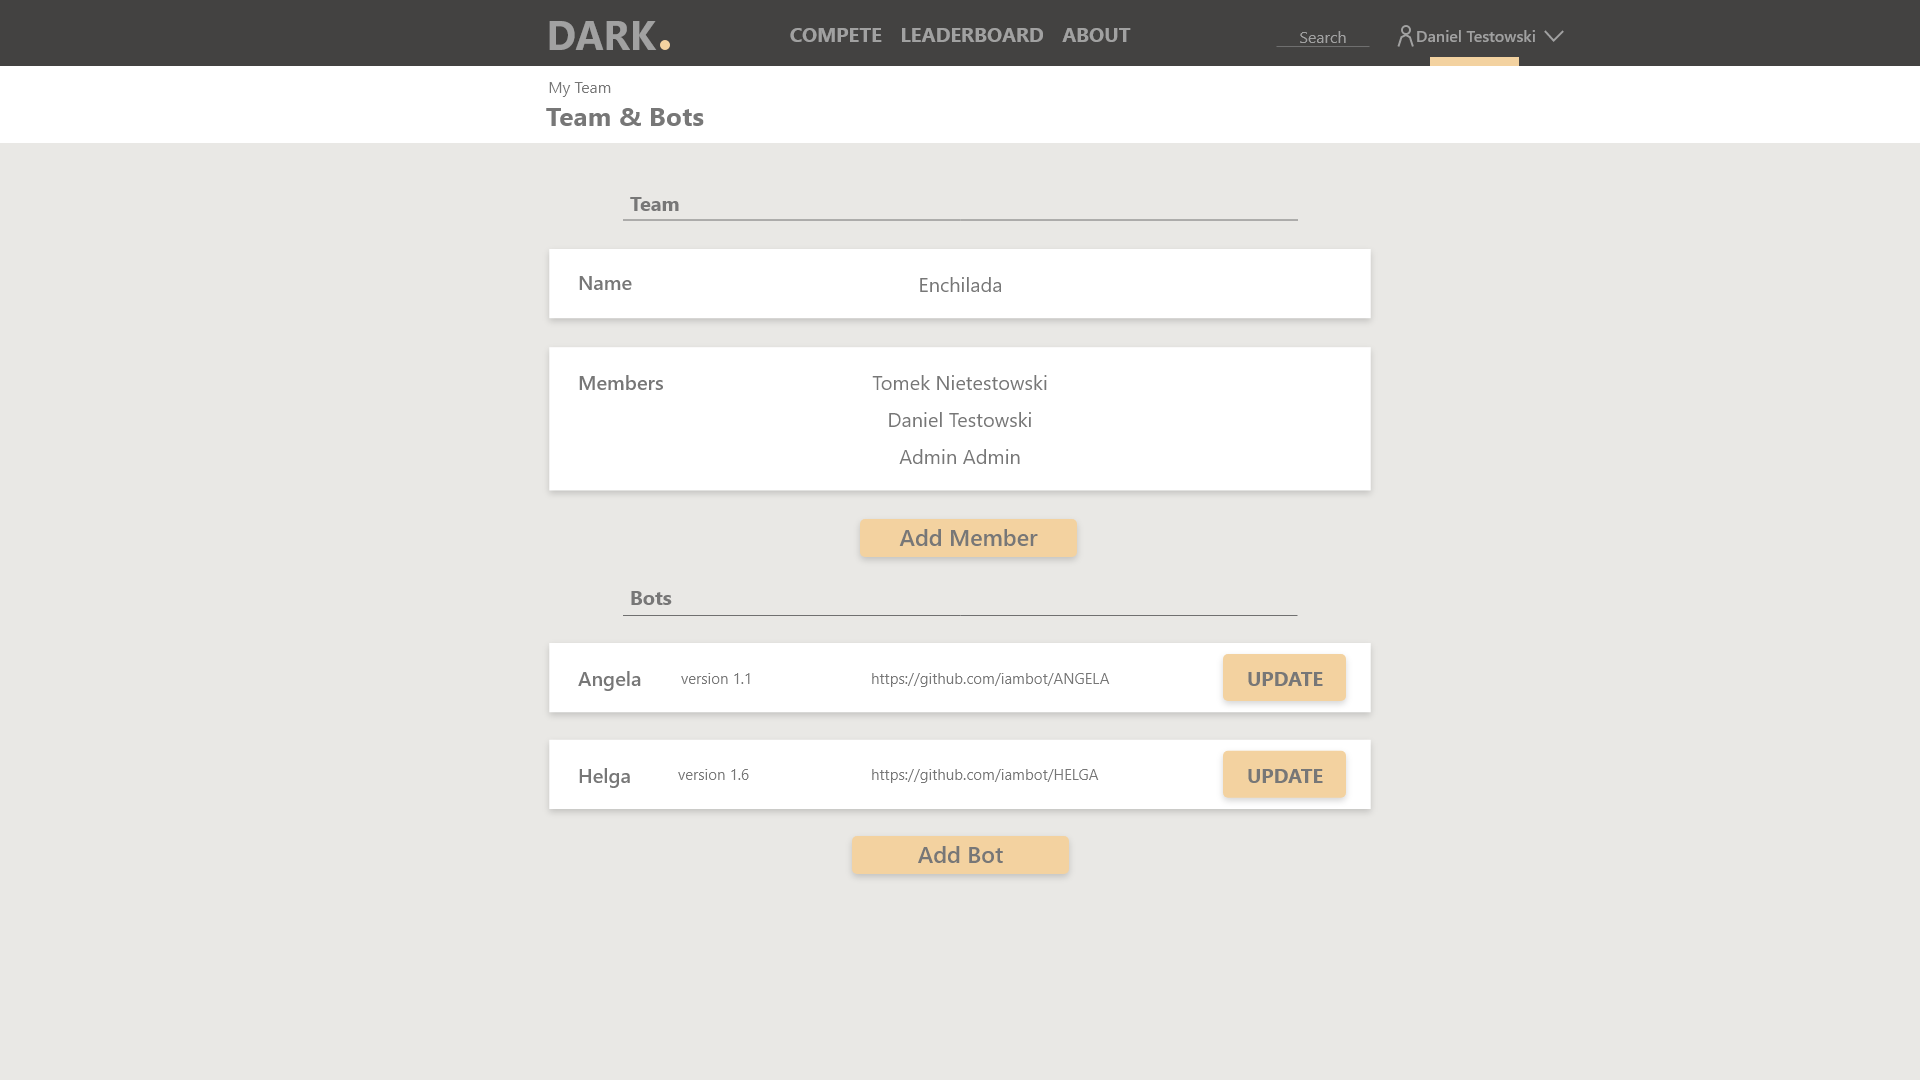 DARK.
COMPETE LEADERBOARD ABOUT
Search
Daniel Testowski
My Team
Team & Bots
Team
Name Enchilada
Members Tomek Nietestowski
Daniel Testowski
Admin Admin
Add Member
Bots
Angela version 1.1 https://github.com/iambot/ANGELA UPDATE
Helga version 1.6 https://github.com/iambot/HELGA UPDATE
Add Bot